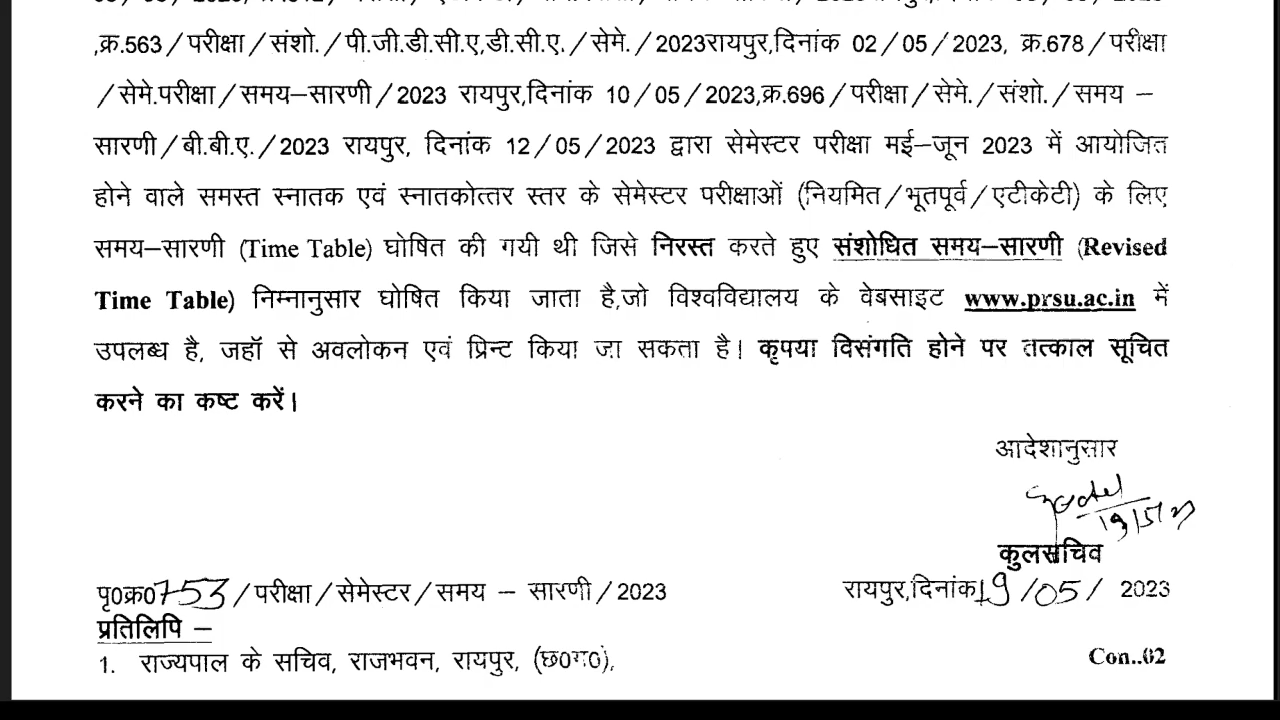 ,क्र.563/परीक्षा/संशो./पी.जी.डी.सी.ए,डी.सी.ए./सेमे./2023रायपुर,दिनांक 02/05/2023, क्र.678/परीक्षा
/सेमे.परीक्षा/समय–सारणी/2023 रायपुर,दिनांक 10/05/2023,क्र.696/परीक्षा/सेमे./संशो./समय –
सारणी/बी.बी.ए./2023 रायपुर, दिनांक 12/05/2023 द्वारा सेमेस्टर परीक्षा मई–जून 2023 में आयोजित
होने वाले समस्त स्नातक एवं स्नातकोत्तर स्तर के सेमेस्टर परीक्षाओं (नियमित/भूतपूर्व/एटीकेटी) के लिए
समय–सारणी (Time Table) घोषित की गयी थी जिसे निरस्त करते हुए संशोधित समय–सारणी (Revised
Time Table) निम्नानुसार घोषित किया जाता है,जो विश्वविद्यालय के वेबसाइट www.prsu.ac.in में
उपलब्ध है, जहॉ से अवलोकन एवं प्रिन्ट किया जा सकता है। कृपया विसंगति होने पर तत्काल सूचित
करने का कष्ट करें।
आदेशानुसार
कुलसचिव
पृ0क्र0753/परीक्षा/सेमेस्टर/समय – सारणी/2023 रायपुर,दिनांक19/05/ 2023
प्रतिलिपि –
1. राज्यपाल के सचिव, राजभवन, रायपुर, (छ0ग0), Con..02